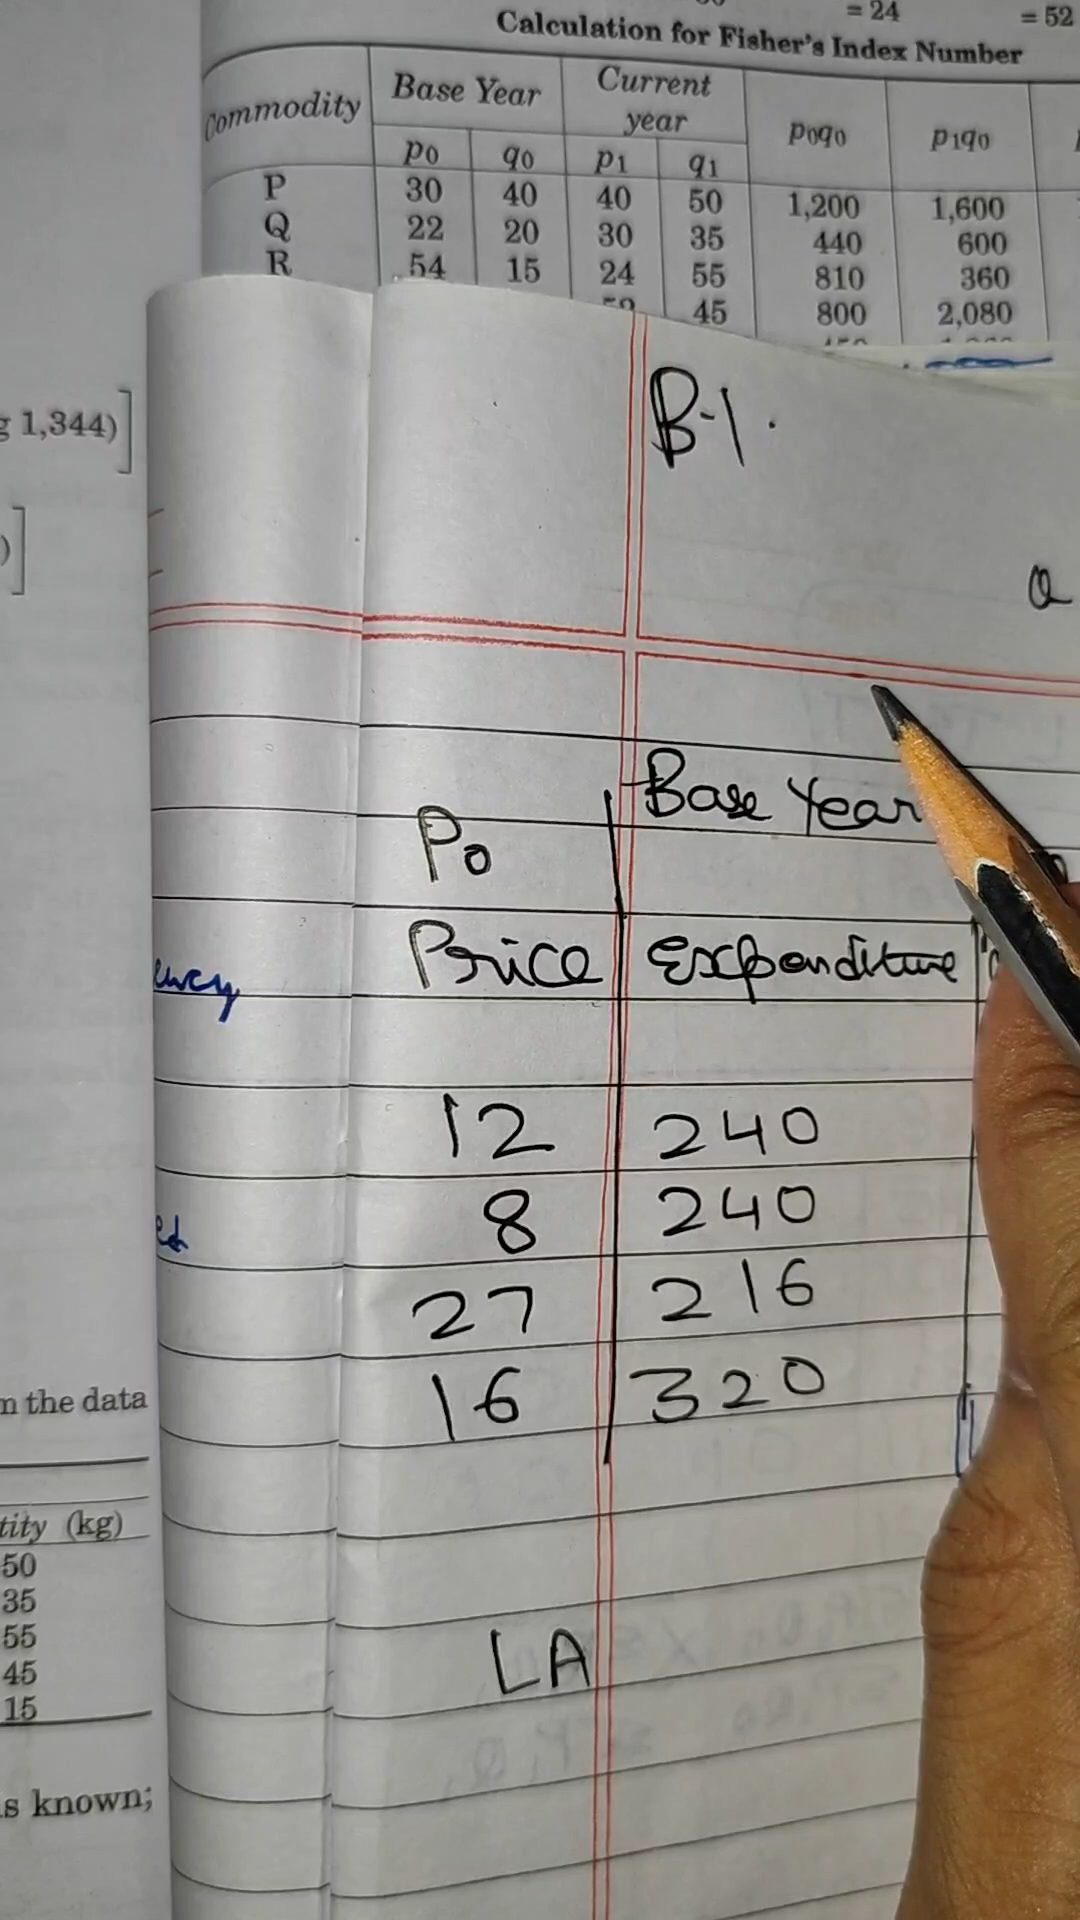 = 24 = 52
Calculation for Fisher's Index Number
Commodity Base Year Current year p0q0 p1q0
p0 q0 p1 q1
P 30 40 40 50 1,200 1,600
Q 22 20 30 35 440 600
R 54 15 24 55 810 360
45 800 2,080
g 1,344)]
)]
B-1.
Q
Base Year
P0
Price Expenditure
ency
12 240
8 240
ed
27 216
16 320
m the data
tity (kg)
50
35
55
45
15
LA
s known;